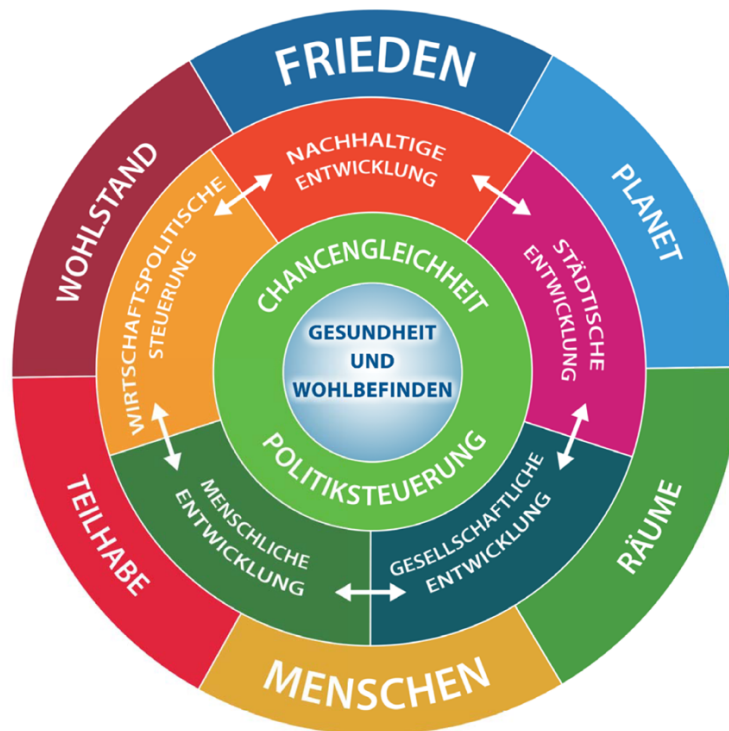 FRIEDEN
PLANET
RÄUME
MENSCHEN
TEILHABE
WOHLSTAND
NACHHALTIGE
ENTWICKLUNG
STÄDTISCHE
ENTWICKLUNG
GESELLSCHAFTLICHE
ENTWICKLUNG
MENSCHLICHE
ENTWICKLUNG
WIRTSCHAFTSPOLITISCHE
STEUERUNG
CHANCENGLEICHHEIT
POLITIKSTEUERUNG
GESUNDHEIT
UND
WOHLBEFINDEN